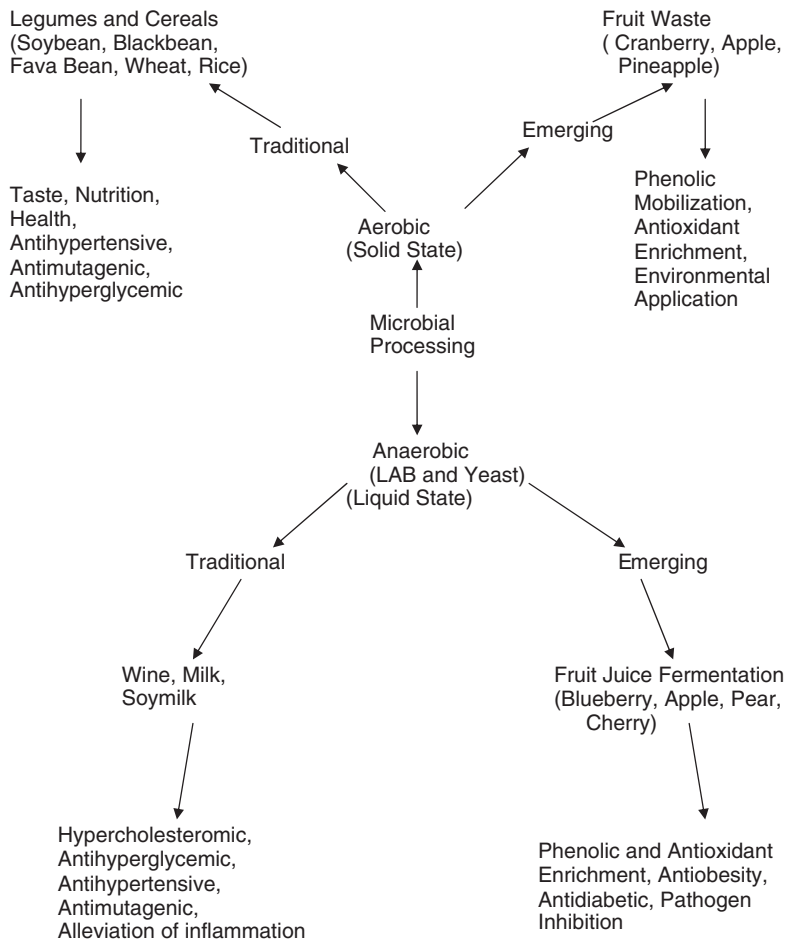 Legumes and Cereals
(Soybean, Blackbean,
Fava Bean, Wheat, Rice)
Fruit Waste
( Cranberry, Apple,
Pineapple)
Traditional
Emerging
Taste, Nutrition,
Health,
Antihypertensive,
Antimutagenic,
Antihyperglycemic
Phenolic
Mobilization,
Antioxidant
Enrichment,
Environmental
Application
Aerobic
(Solid State)
Microbial
Processing
Anaerobic
(LAB and Yeast)
(Liquid State)
Traditional
Emerging
Wine, Milk,
Soymilk
Fruit Juice Fermentation
(Blueberry, Apple, Pear,
Cherry)
Hypercholesteromic,
Antihyperglycemic,
Antihypertensive,
Antimutagenic,
Alleviation of inflammation
Phenolic and Antioxidant
Enrichment, Antiobesity,
Antidiabetic, Pathogen
Inhibition